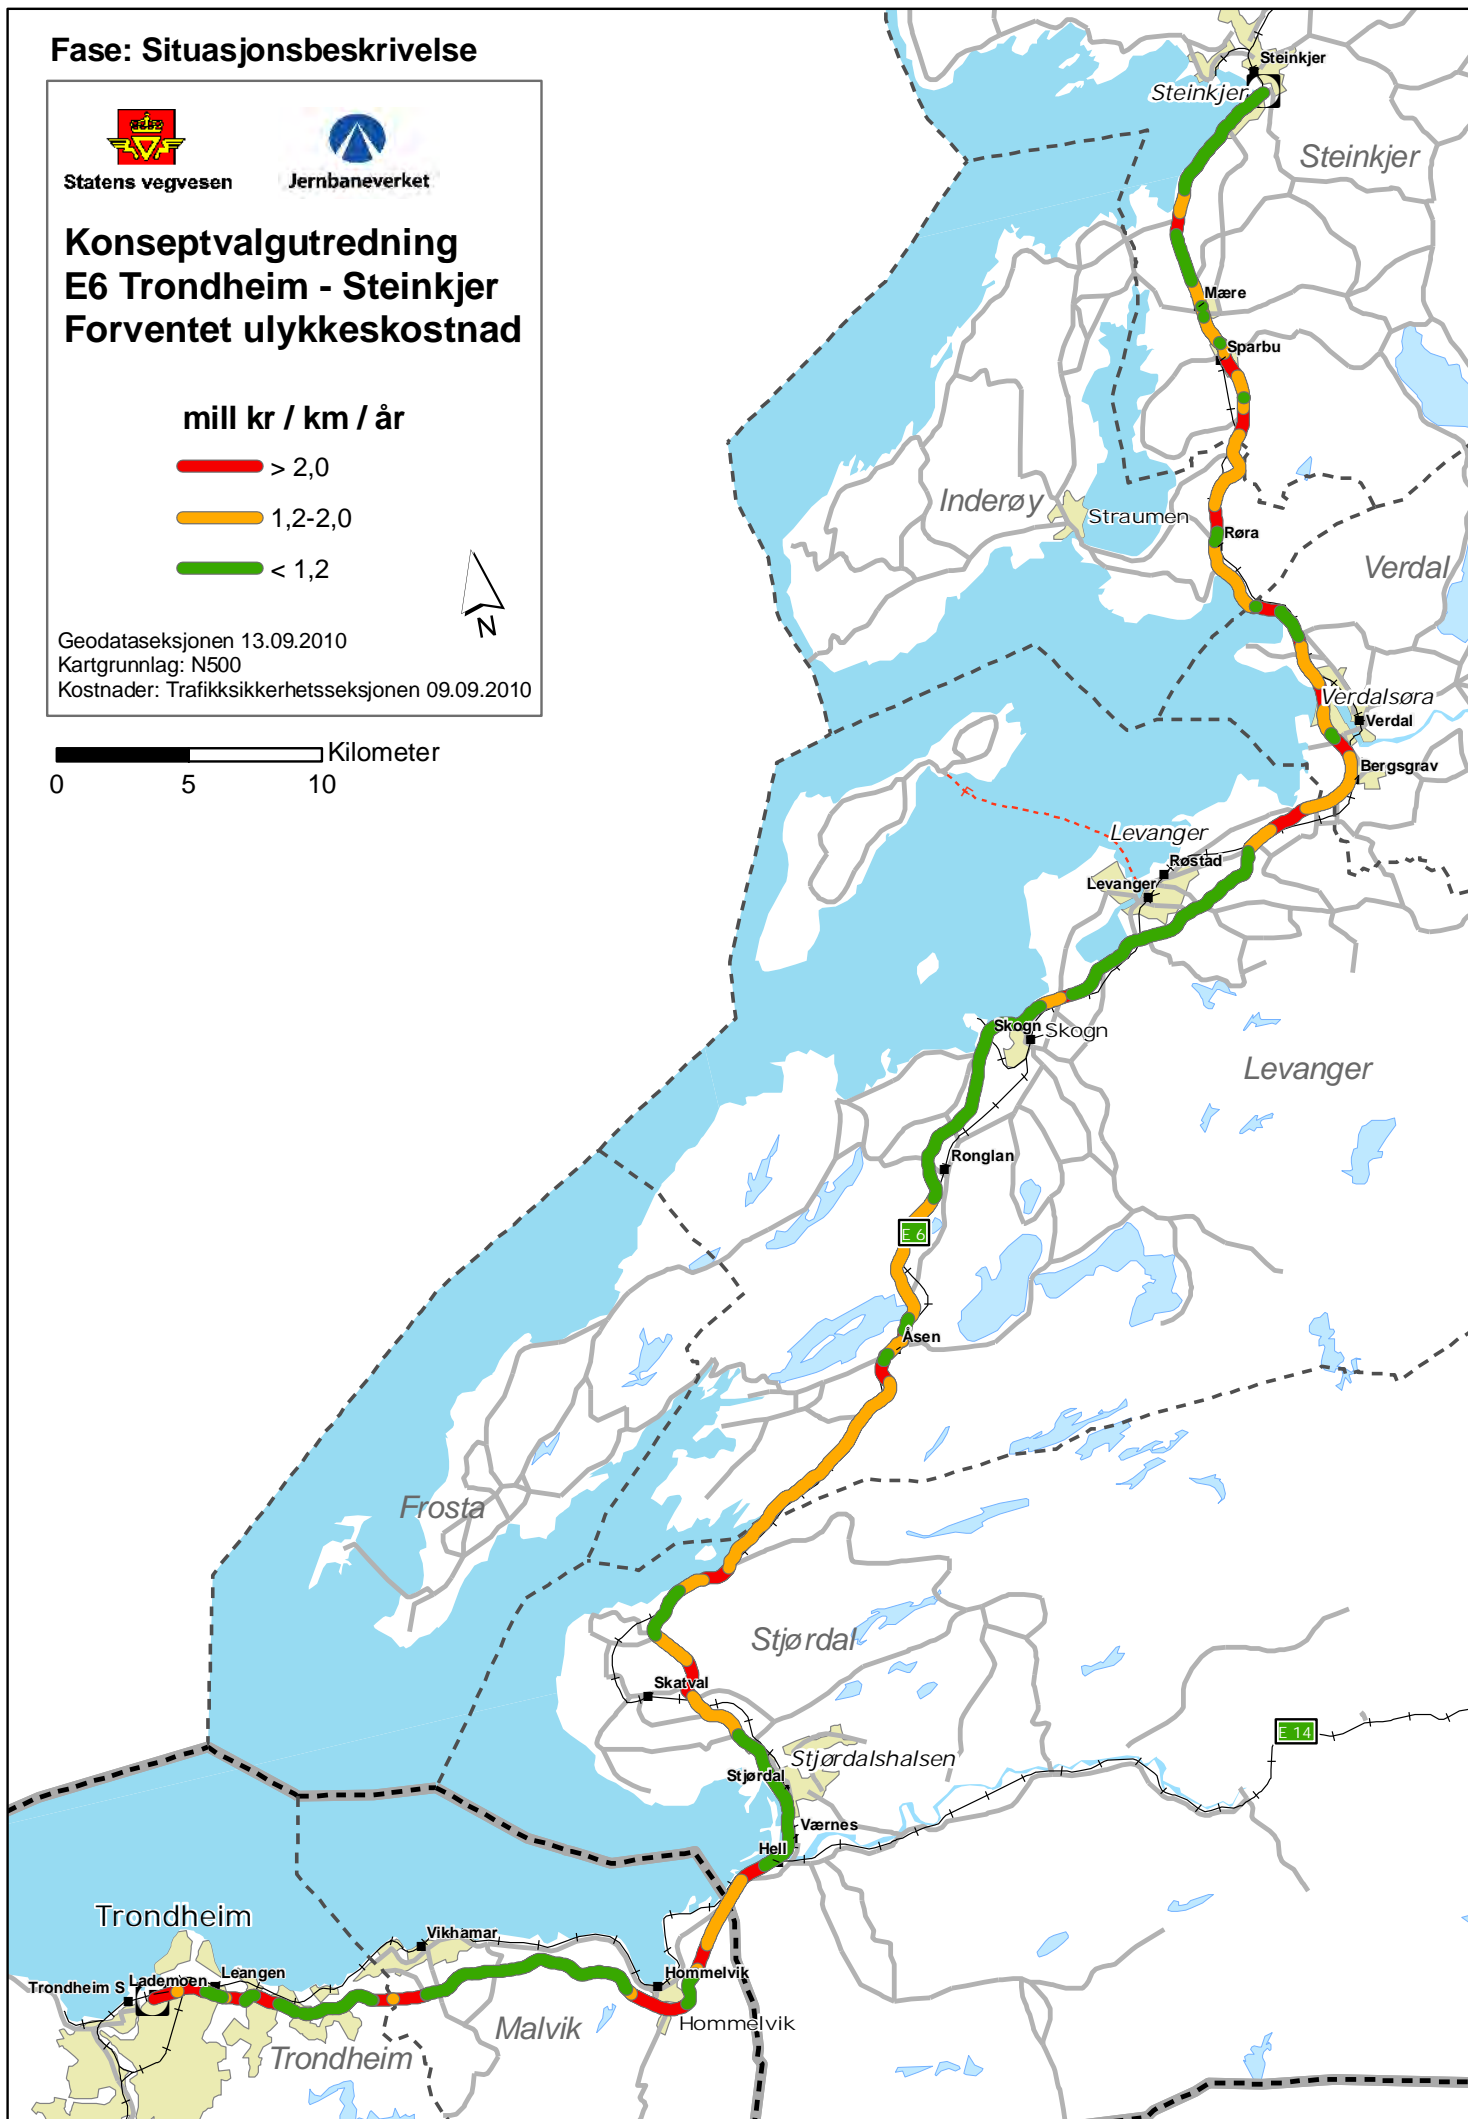 Fase: Situasjonsbeskrivelse
Statens vegvesen
Jernbaneverket
Konseptvalgutredning
E6 Trondheim - Steinkjer
Forventet ulykkeskostnad
mill kr / km / år
> 2,0
1,2-2,0
< 1,2
N
Geodataseksjonen 13.09.2010
Kartgrunnlag: N500
Kostnader: Trafikksikkerhetsseksjonen 09.09.2010
Kilometer
0 5 10
Steinkjer
Steinkjer
Steinkjer
Mære
Sparbu
Inderøy
Straumen
Røra
Verdal
Verdalsøra
Verdal
Bergsgrav
Levanger
Røstad
Levanger
Skogn
Skogn
Levanger
Ronglan
E 6
Åsen
Frosta
Stjørdal
Skatval
E 14
Stjørdalshalsen
Stjørdal
Værnes
Hell
Trondheim
Vikhamar
Leangen
Lademoen
Trondheim S
Hommelvik
Hommelvik
Malvik
Trondheim